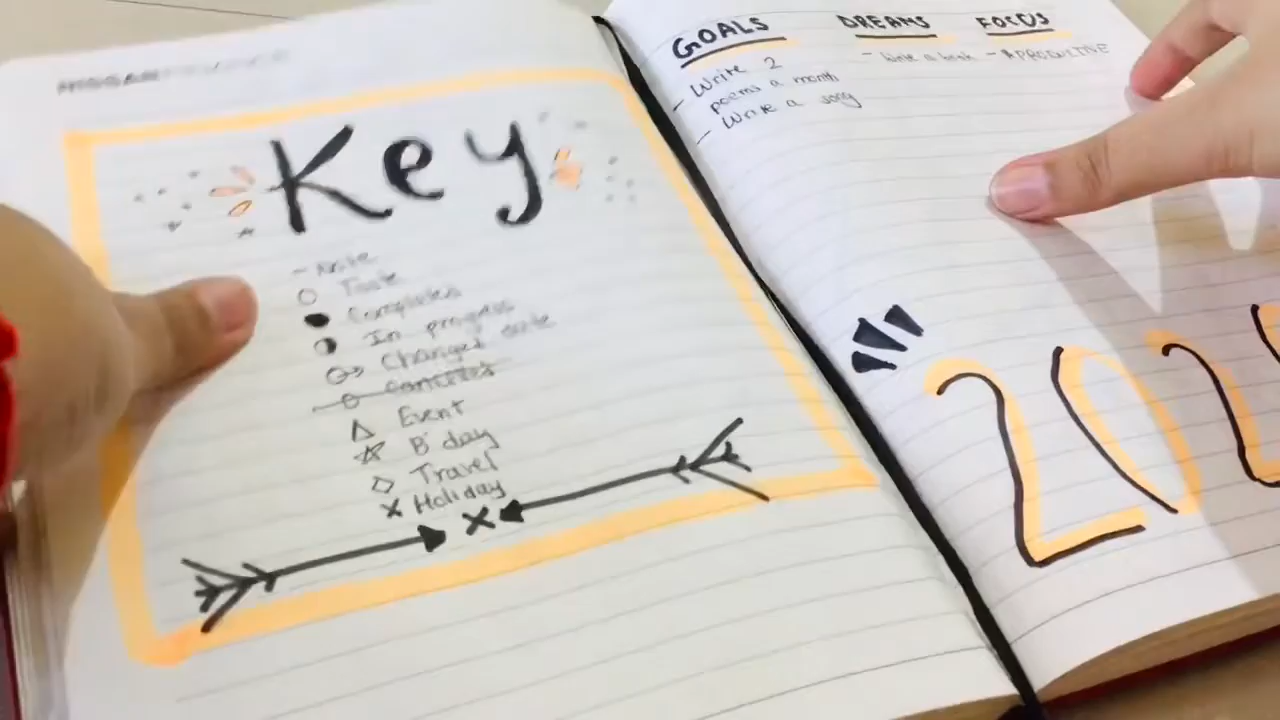 Key
- Note
○ Task
● Completed
◑ In progress
Changed date
Cancelled
△ Event
☆ B'day
◇ Travel
× Holiday
GOALS
- Write 2
poems a month
- Write a song
DREAMS
- Write a book
FOCUS
- PRODUCTIVE
202